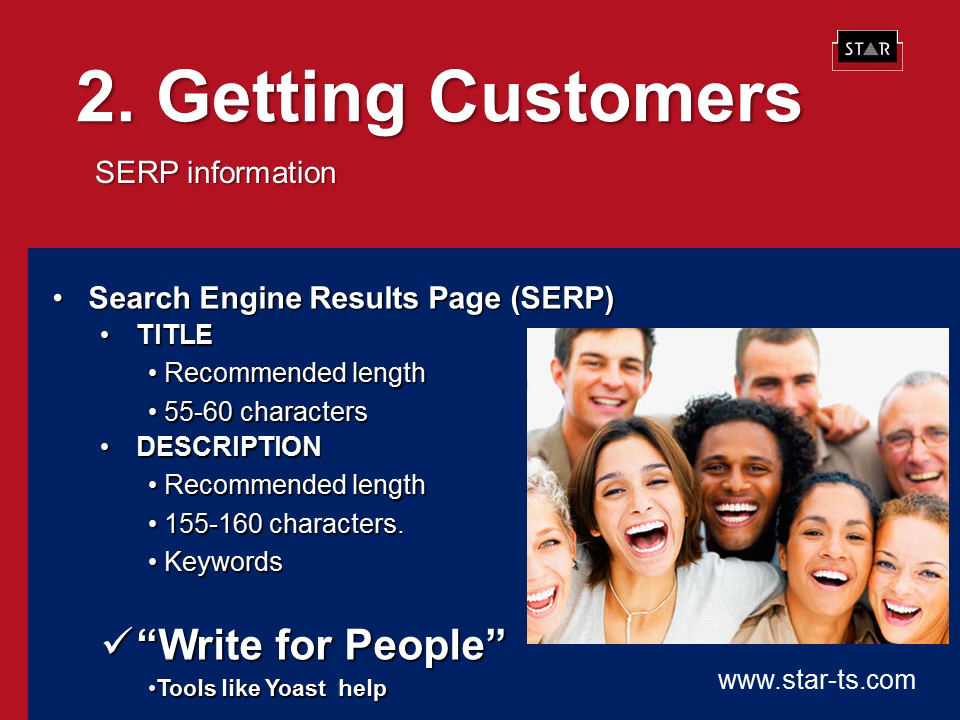 STAR
2. Getting Customers
SERP information
• Search Engine Results Page (SERP)
• TITLE
• Recommended length
• 55-60 characters
• DESCRIPTION
• Recommended length
• 155-160 characters.
• Keywords
✓ “Write for People”
•Tools like Yoast help
www.star-ts.com